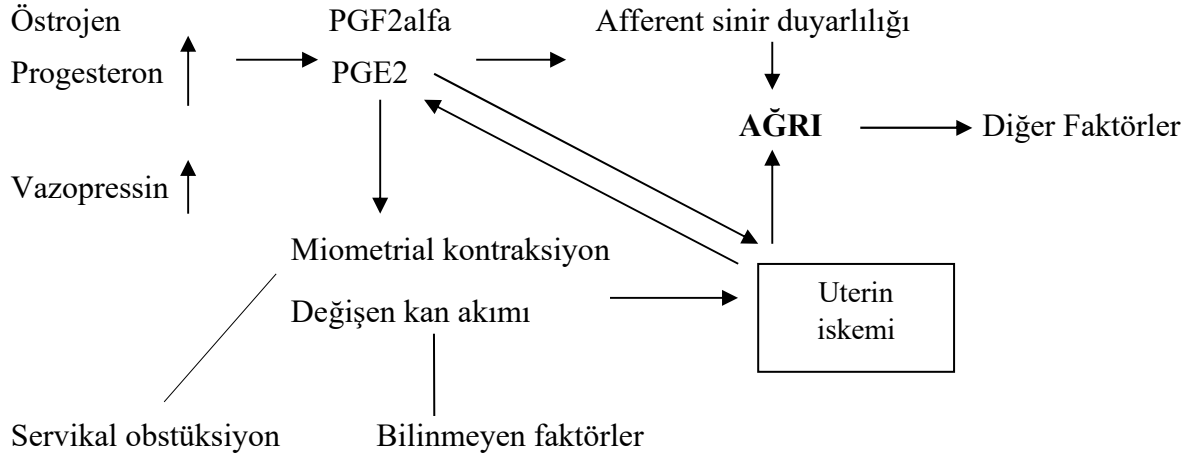 Östrojen
PGF2alfa
Afferent sinir duyarlılığı
Progesteron
PGE2
AĞRI
Diğer Faktörler
Vazopressin
Miometrial kontraksiyon
Değişen kan akımı
Uterin
iskemi
Servikal obstüksiyon
Bilinmeyen faktörler